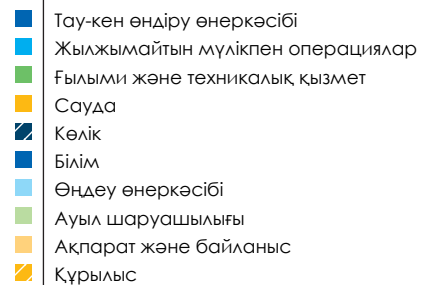 Тау-кен өндіру өнеркәсібі
Жылжымайтын мүлікпен операциялар
Ғылыми және техникалық қызмет
Сауда
Көлік
Білім
Өңдеу өнеркәсібі
Ауыл шаруашылығы
Ақпарат және байланыс
Құрылыс